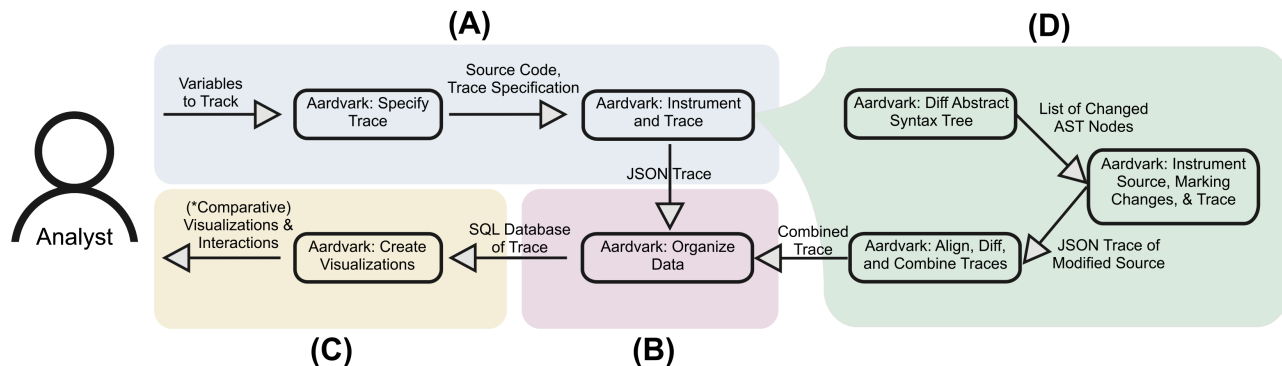 (A)
(D)
Variables
to Track
Aardvark: Specify
Trace
Source Code,
Trace Specification
Aardvark: Instrument
and Trace
Aardvark: Diff Abstract
Syntax Tree
List of Changed
AST Nodes
Aardvark: Instrument
Source, Marking
Changes, & Trace
JSON Trace
Analyst
(*Comparative)
Visualizations &
Interactions
Aardvark: Create
Visualizations
SQL Database
of Trace
Aardvark: Organize
Data
Combined
Trace
Aardvark: Align, Diff,
and Combine Traces
JSON Trace of
Modified Source
(C)
(B)